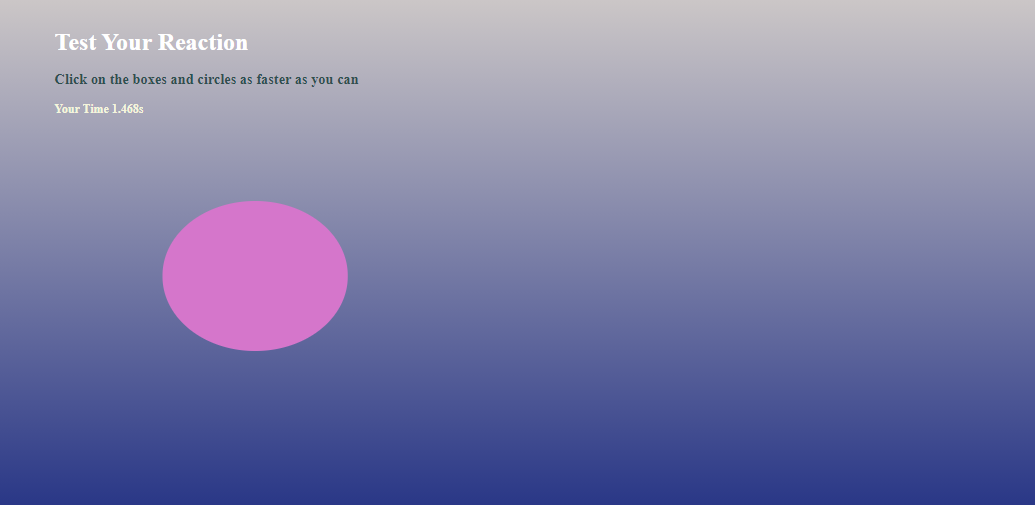 Test Your Reaction
Click on the boxes and circles as faster as you can
Your Time 1.468s